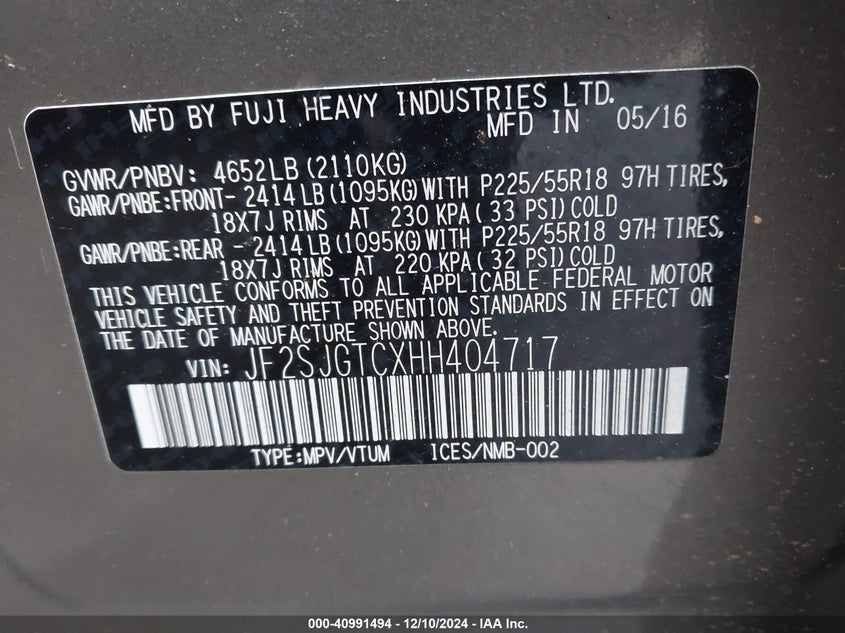 MFD BY FUJI HEAVY INDUSTRIES LTD.
MFD IN 05/16
GVWR/PNBV: 4652LB (2110KG)
GAWR/PNBE:FRONT- 2414 LB (1095KG) WITH P225/55R18 97H TIRES,
18X7J RIMS AT 230 KPA ( 33 PSI) COLD
GAWR/PNBE:REAR - 2414 LB (1095KG) WITH P225/55R18 97H TIRES,
18X7J RIMS AT 220 KPA ( 32 PSI) COLD
THIS VEHICLE CONFORMS TO ALL APPLICABLE FEDERAL MOTOR
VEHICLE SAFETY AND THEFT PREVENTION STANDARDS IN EFFECT ON
THE DATE OF MANUFACTURE SHOWN ABOVE.
VIN: JF2SJGTCXHH404717
TYPE:MPV/VTUM ICES/NMB-002
000-40991494 - 12/10/2024 - IAA Inc.